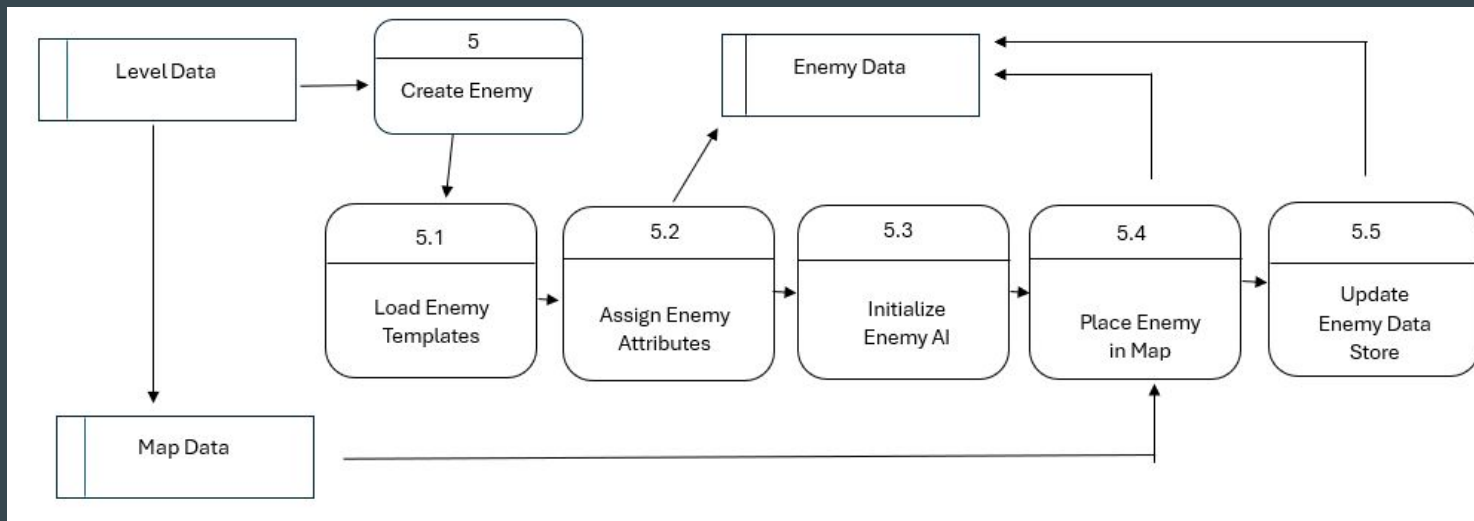 Level Data
5
Create Enemy
Enemy Data
5.1
Load Enemy
Templates
5.2
Assign Enemy
Attributes
5.3
Initialize
Enemy AI
5.4
Place Enemy
in Map
5.5
Update
Enemy Data
Store
Map Data